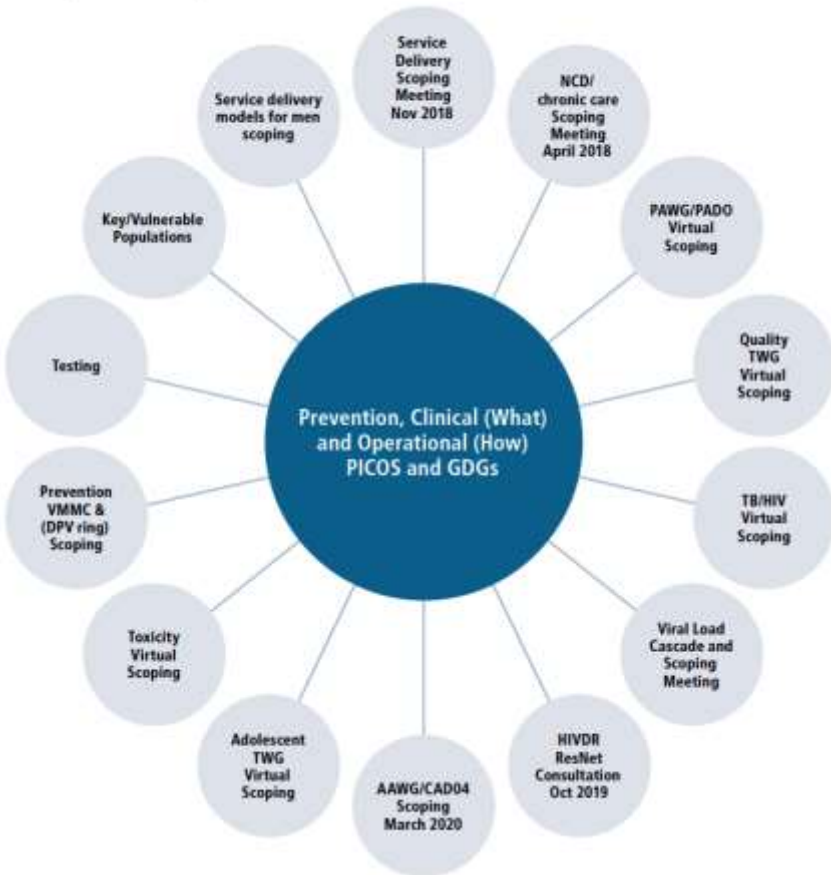 Service
Delivery
Scoping
Meeting
Nov 2018
NCD/
chronic care
Scoping
Meeting
April 2018
PAWG/PADO
Virtual
Scoping
Quality
TWG
Virtual
Scoping
TB/HIV
Virtual
Scoping
Viral Load
Cascade and
Scoping
Meeting
HIVDR
ResNet
Consultation
Oct 2019
AAWG/CADO4
Scoping
March 2020
Adolescent
TWG
Virtual
Scoping
Toxicity
Virtual
Scoping
Prevention
VMMC &
(DPV ring)
Scoping
Testing
Key/Vulnerable
Populations
Service delivery
models for men
scoping
Prevention, Clinical (What)
and Operational (How)
PICOS and GDGs